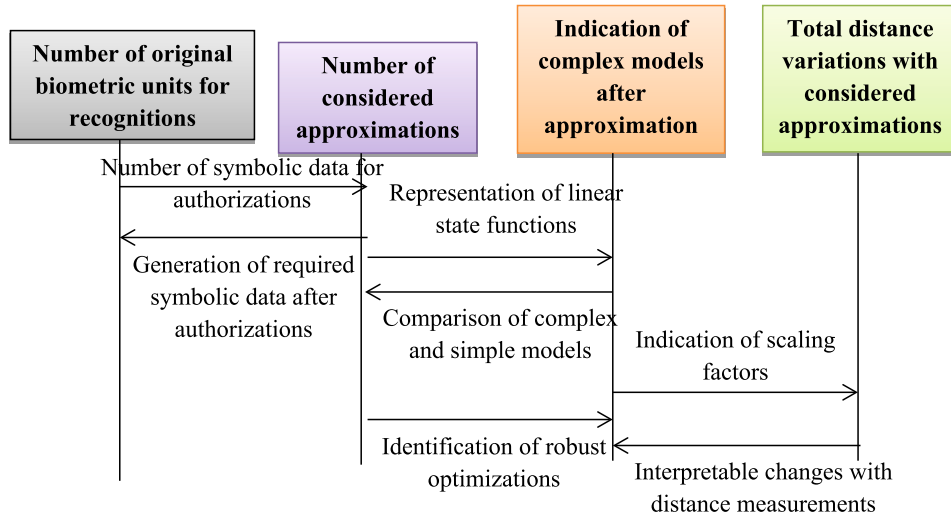 Number of original
biometric units for
recognitions
Number of
considered
approximations
Indication of
complex models
after
approximation
Total distance
variations with
considered
approximations
Number of symbolic data for
authorizations
Representation of linear
state functions
Generation of required
symbolic data after
authorizations
Comparison of complex
and simple models
Indication of scaling
factors
Identification of robust
optimizations
Interpretable changes with
distance measurements